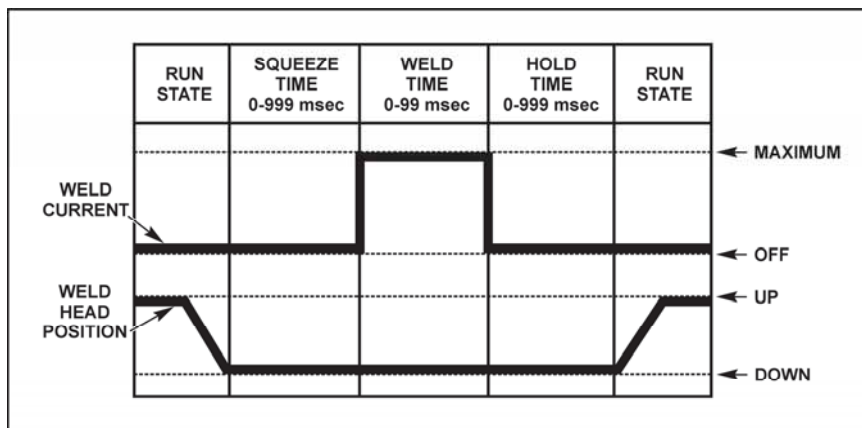 RUN
STATE
SQUEEZE
TIME
0-999 msec
WELD
TIME
0-99 msec
HOLD
TIME
0-999 msec
RUN
STATE
MAXIMUM
WELD
CURRENT
OFF
WELD
HEAD
POSITION
UP
DOWN